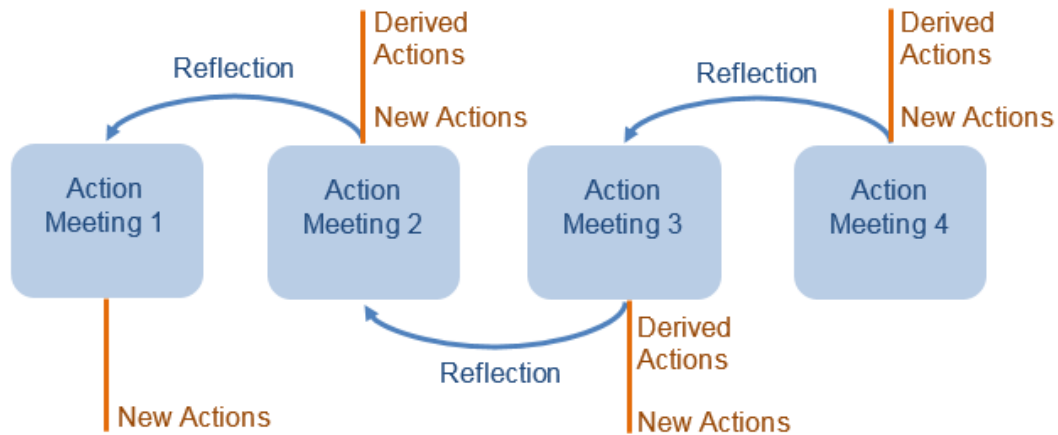 Derived
Actions
New Actions
Reflection
Derived
Actions
New Actions
Reflection
Action
Meeting 1
Action
Meeting 2
Action
Meeting 3
Action
Meeting 4
New Actions
Reflection
Derived
Actions
New Actions